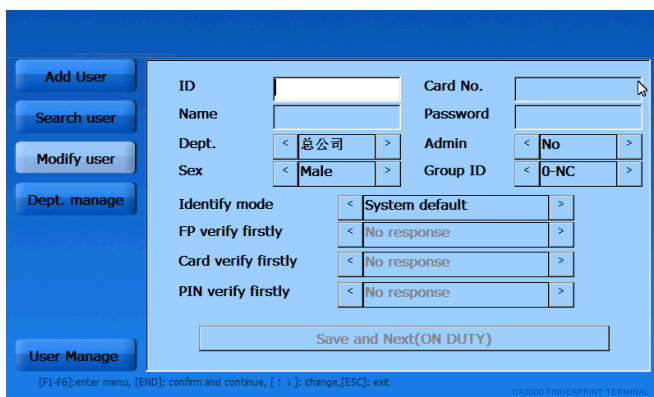 Add User
Search user
Modify user
Dept. manage
User Manage
ID
Card No.
Name
Password
Dept. < 总公司 > Admin < No >
Sex < Male > Group ID < 0-NC >
Identify mode < System default >
FP verify firstly < No response >
Card verify firstly < No response >
PIN verify firstly < No response >
Save and Next(ON DUTY)
[F1-F6]:enter menu, [END]: confirm and continue, [ ↑ ↓ ]: change,[ESC]: exit
OA3000 FINGERPRINT TERMINAL